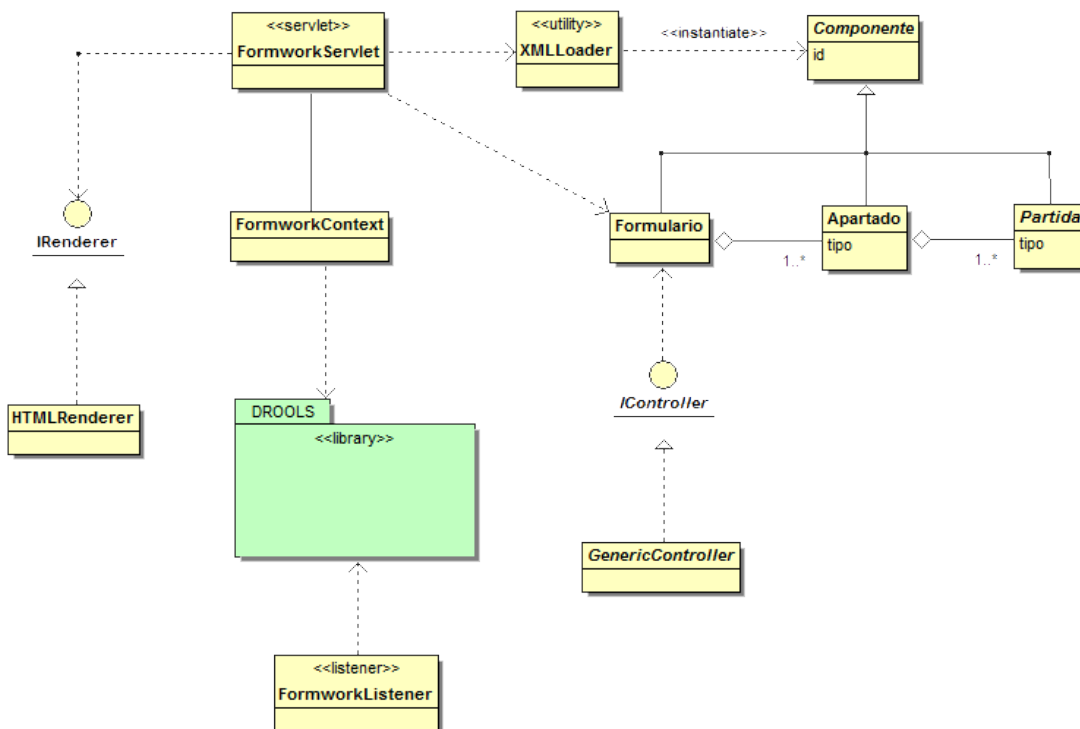 <<servlet>>
FormworkServlet
<<utility>>
XMLLoader
<<instantiate>>
Componente
id
IRenderer
FormworkContext
Formulario
Apartado
tipo
1..*
Partida
tipo
1..*
HTMLRenderer
DROOLS
<<library>>
IController
GenericController
<<listener>>
FormworkListener